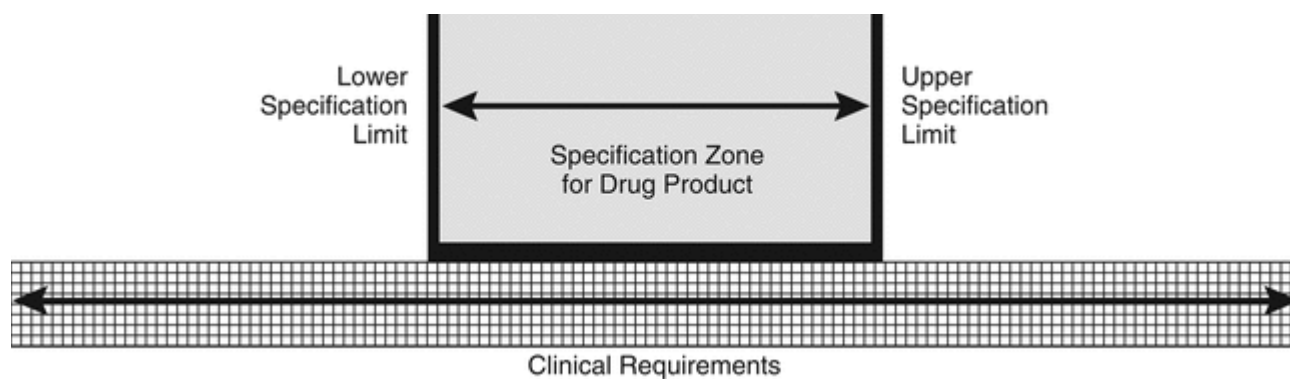 Lower
Specification
Limit
Upper
Specification
Limit
Specification Zone
for Drug Product
Clinical Requirements